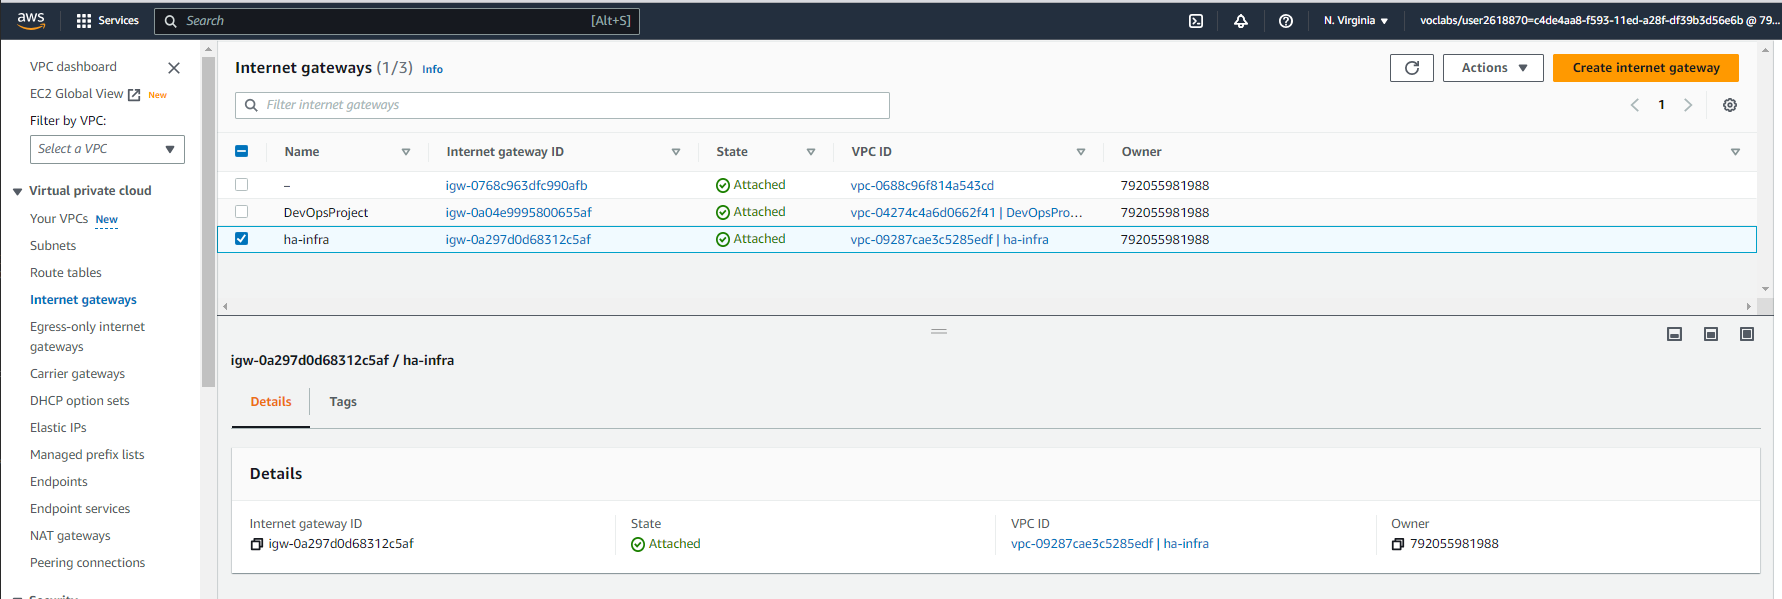 aws Services Search [Alt+S] N. Virginia ▼ voclabs/user2618870=c4de4aa8-f593-11ed-a28f-df39b3d56e6b @ 79...
VPC dashboard
EC2 Global View New
Filter by VPC:
Select a VPC
Virtual private cloud
Your VPCs New
Subnets
Route tables
Internet gateways
Egress-only internet
gateways
Carrier gateways
DHCP option sets
Elastic IPs
Managed prefix lists
Endpoints
Endpoint services
NAT gateways
Peering connections
Security
Internet gateways (1/3) Info
Actions ▼ Create internet gateway
Filter internet gateways
1
Name Internet gateway ID State VPC ID Owner
– igw-0768c963dfc990afb Attached vpc-0688c96f814a543cd 792055981988
DevOpsProject igw-0a04e9995800655af Attached vpc-04274c4a6d0662f41 | DevOpsPro... 792055981988
ha-infra igw-0a297d0d68312c5af Attached vpc-09287cae3c5285edf | ha-infra 792055981988
igw-0a297d0d68312c5af / ha-infra
Details Tags
Details
Internet gateway ID State VPC ID Owner
igw-0a297d0d68312c5af Attached vpc-09287cae3c5285edf | ha-infra 792055981988